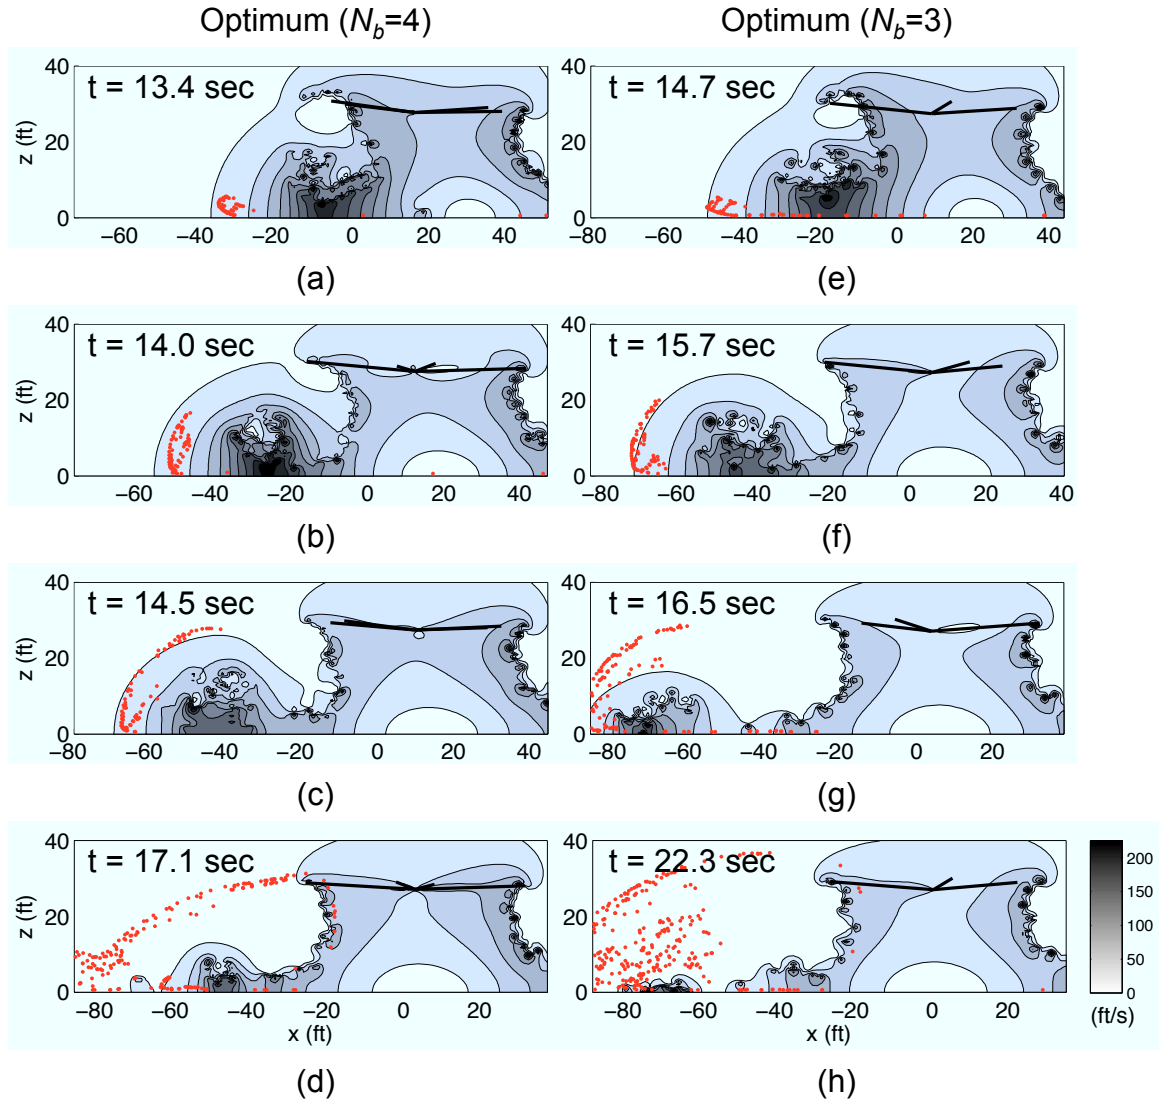 Optimum (N_b=4)
Optimum (N_b=3)
t = 13.4 sec
40
20
0
z (ft)
−60 −40 −20 0 20 40
(a)
t = 14.7 sec
40
20
0
−80 −60 −40 −20 0 20 40
(e)
t = 14.0 sec
40
20
0
z (ft)
−60 −40 −20 0 20 40
(b)
t = 15.7 sec
40
20
0
−80 −60 −40 −20 0 20 40
(f)
t = 14.5 sec
40
20
0
z (ft)
−80 −60 −40 −20 0 20 40
(c)
t = 16.5 sec
40
20
0
−80 −60 −40 −20 0 20 40
(g)
t = 17.1 sec
40
20
0
z (ft)
−80 −60 −40 −20 0 20
x (ft)
(d)
t = 22.3 sec
40
20
0
−80 −60 −40 −20 0 20
x (ft)
(h)
200
150
100
50
0
(ft/s)